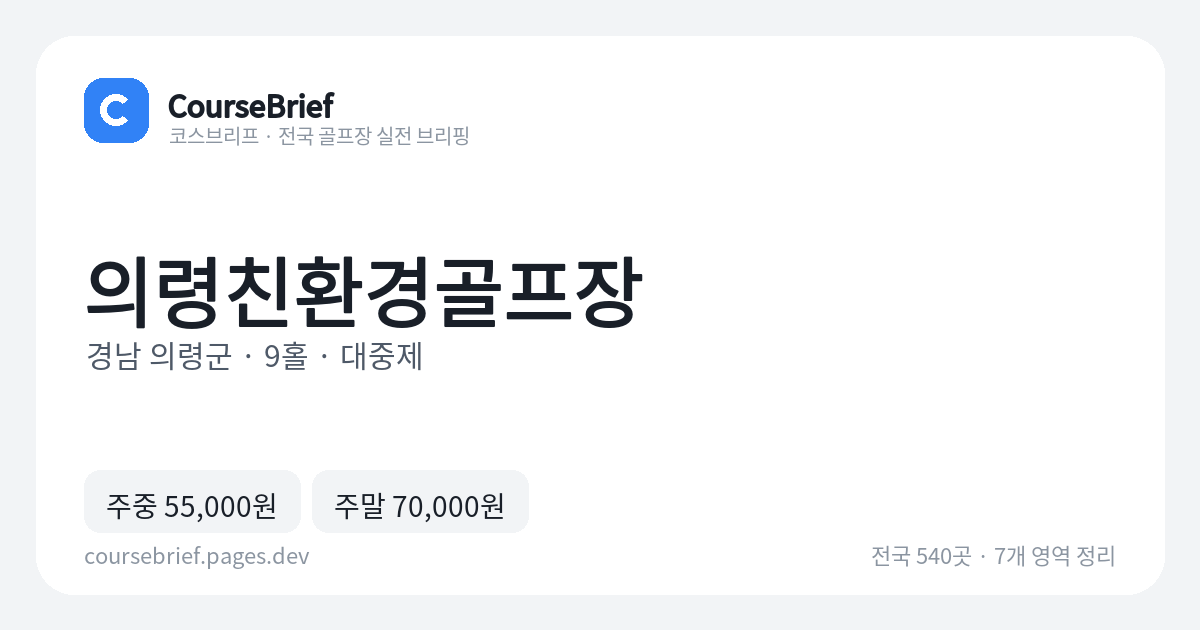 C
CourseBrief
코스브리프 · 전국 골프장 실전 브리핑
의령친환경골프장
경남 의령군 · 9홀 · 대중제
주중 55,000원 주말 70,000원
coursebrief.pages.dev 전국 540곳 · 7개 영역 정리